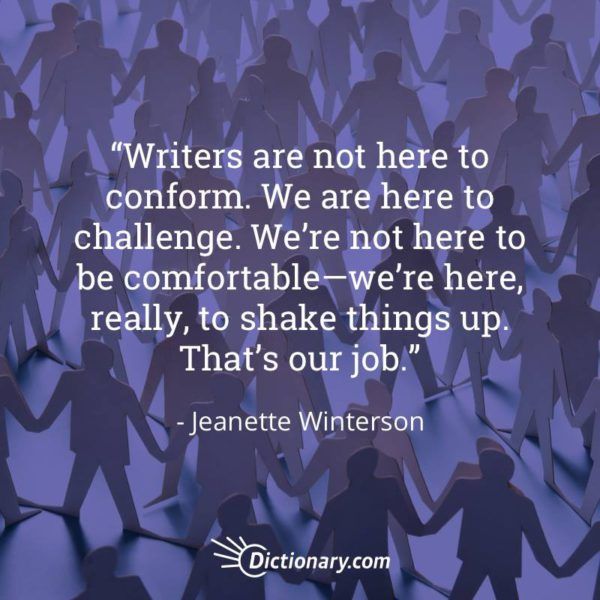 “Writers are not here to
conform. We are here to
challenge. We’re not here to
be comfortable—we’re here,
really, to shake things up.
That’s our job.”
- Jeanette Winterson
Dictionary.com